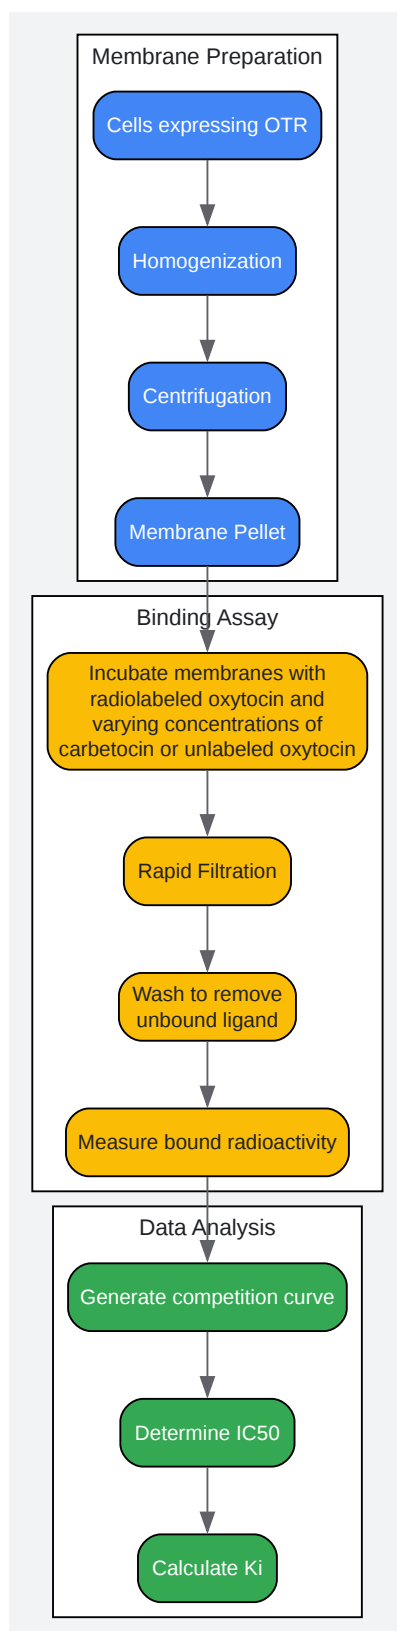 Membrane Preparation
Cells expressing OTR
Homogenization
Centrifugation
Membrane Pellet
Binding Assay
Incubate membranes with
radiolabeled oxytocin and
varying concentrations of
carbetocin or unlabeled oxytocin
Rapid Filtration
Wash to remove
unbound ligand
Measure bound radioactivity
Data Analysis
Generate competition curve
Determine IC50
Calculate Ki